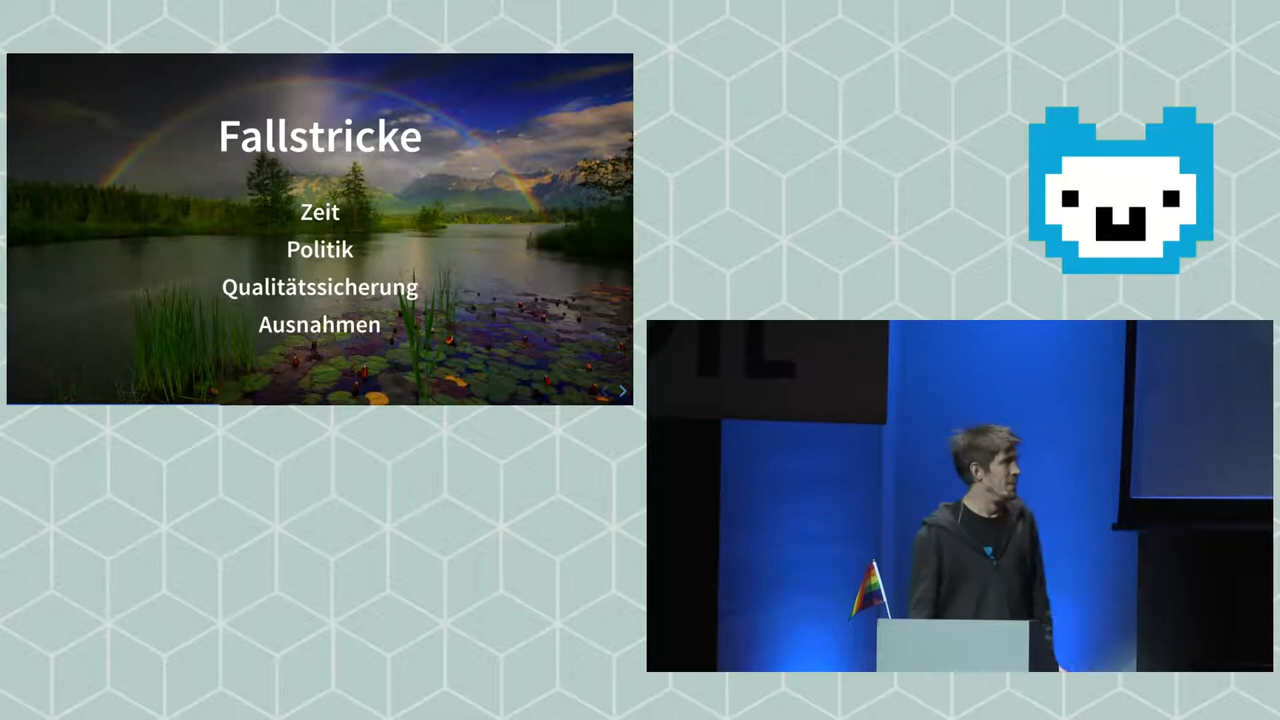 Fallstricke
Zeit
Politik
Qualitätssicherung
Ausnahmen